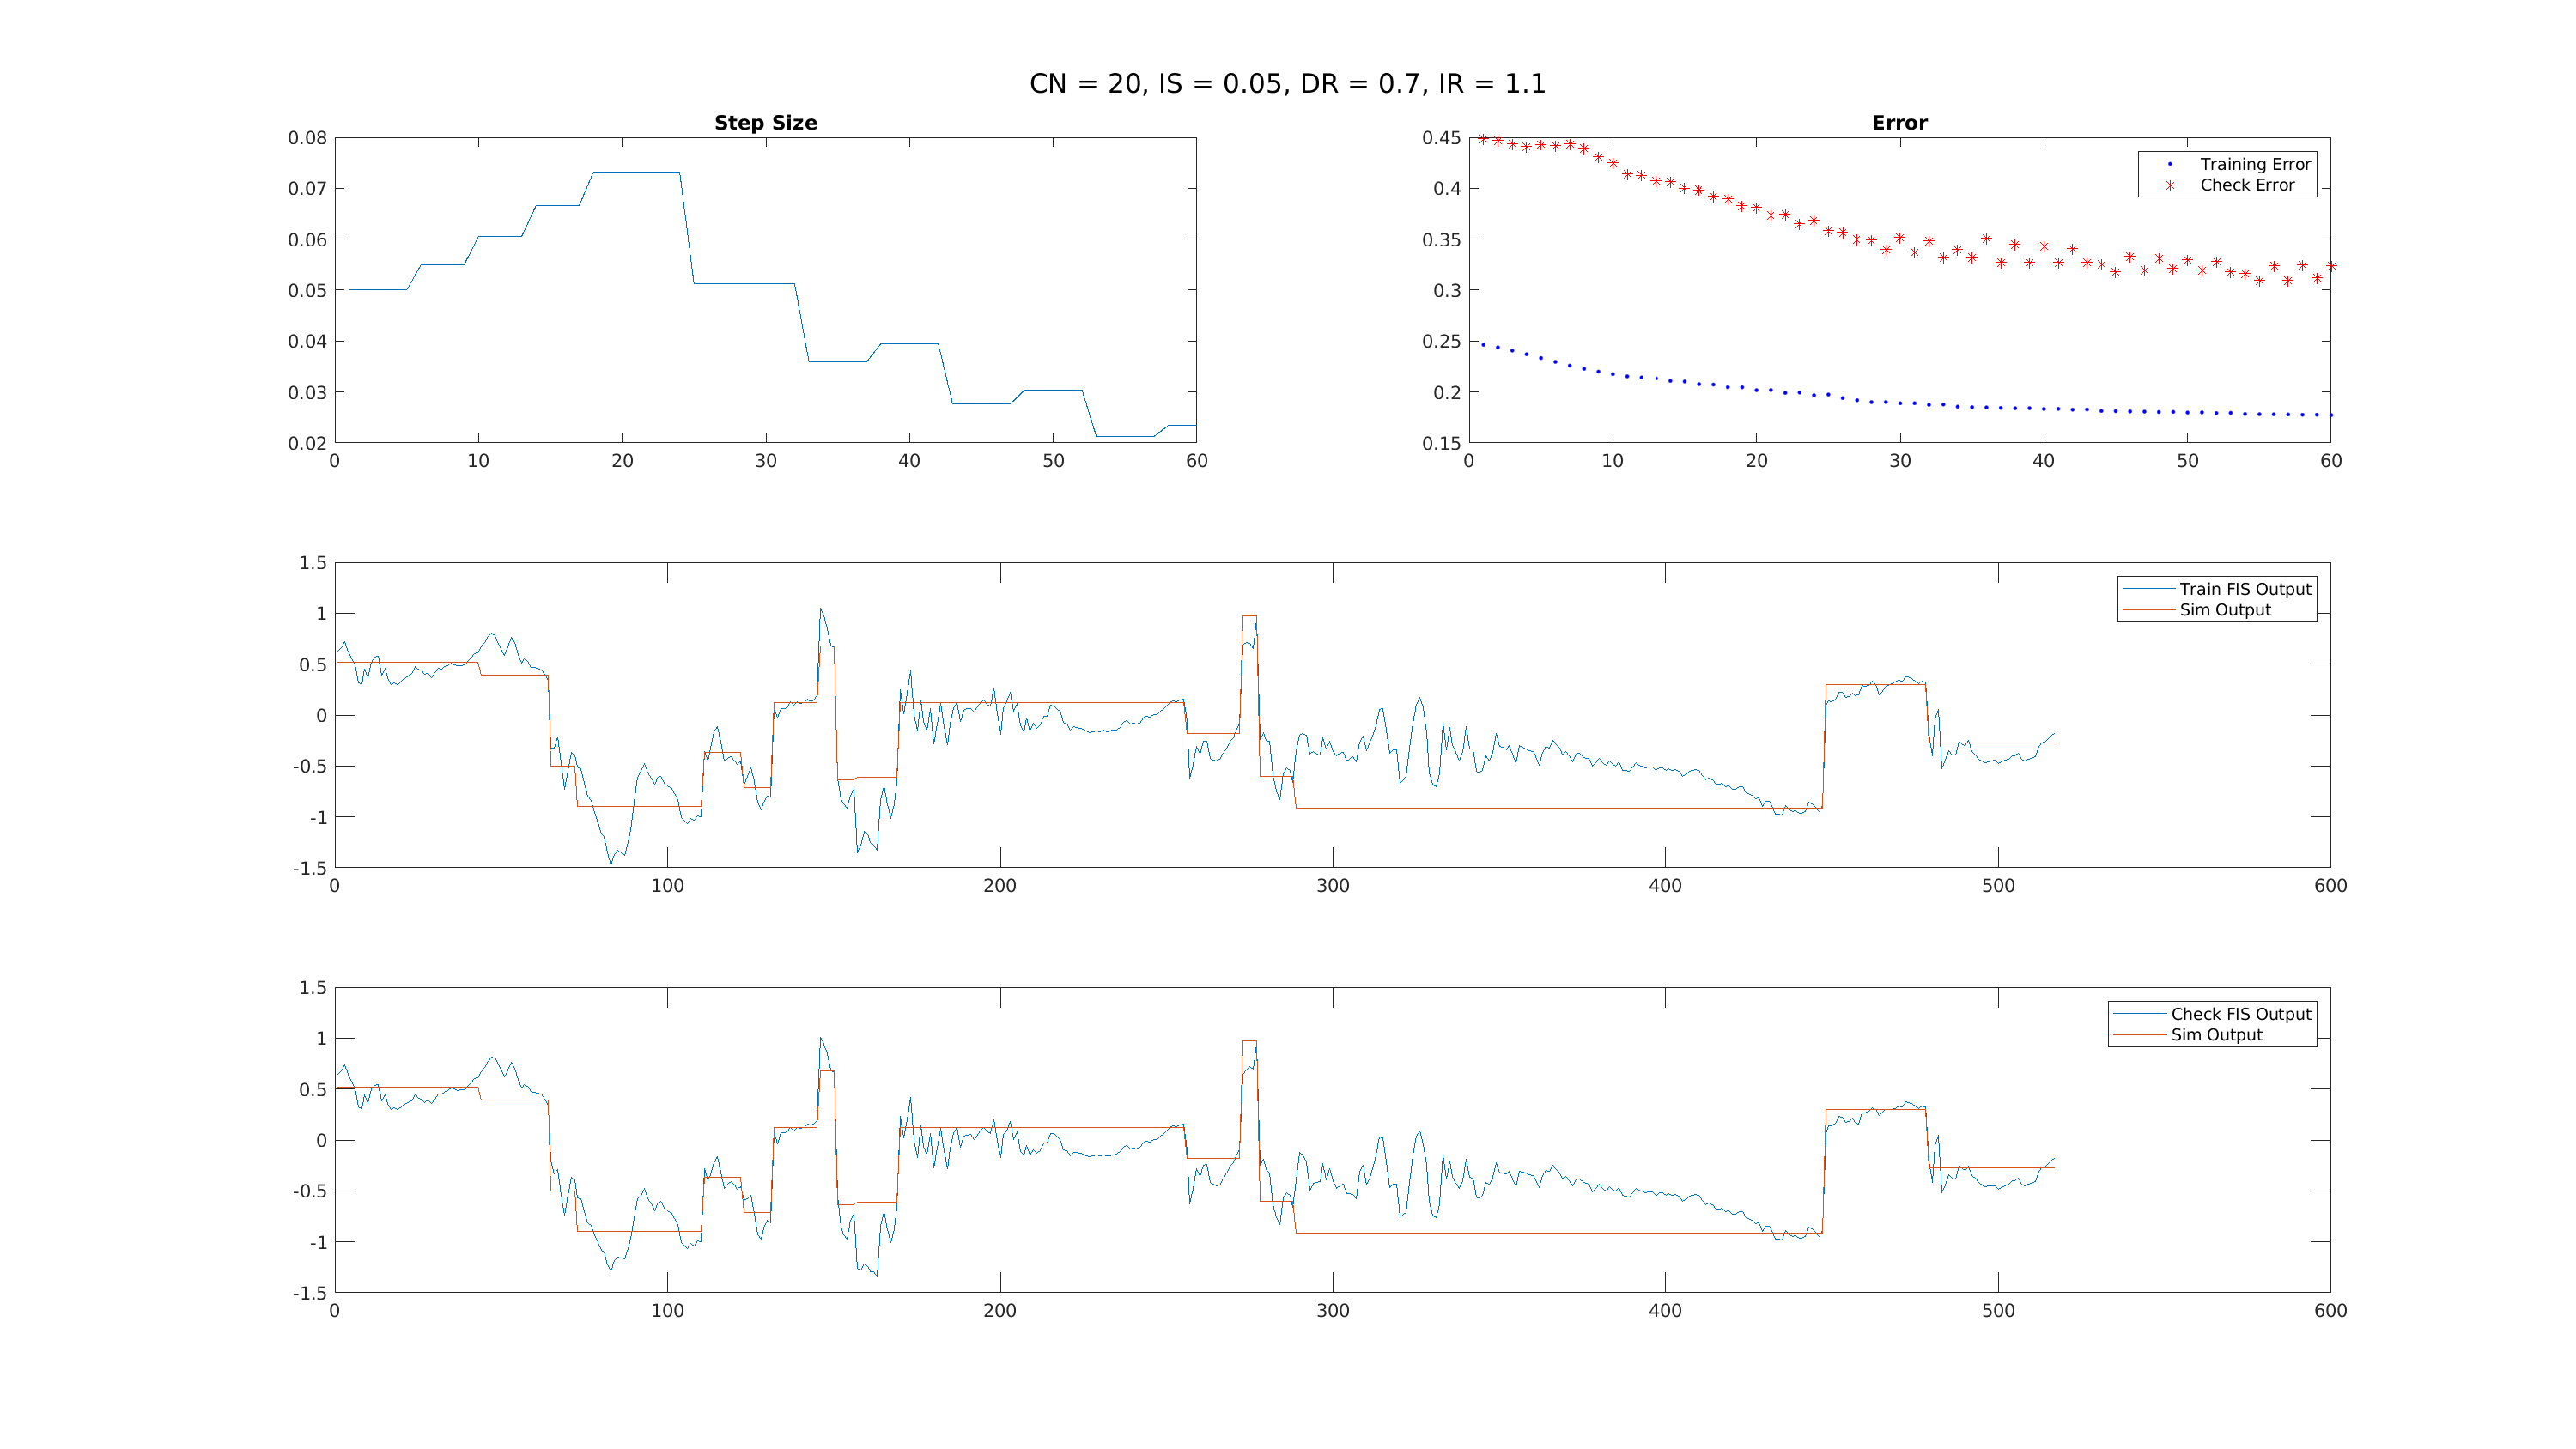 CN = 20, IS = 0.05, DR = 0.7, IR = 1.1
Step Size
0.08
0.07
0.06
0.05
0.04
0.03
0.02
0 10 20 30 40 50 60
Error
0.45
0.4
0.35
0.3
0.25
0.2
0.15
0 10 20 30 40 50 60
Training Error
Check Error
1.5
1
0.5
0
-0.5
-1
-1.5
0 100 200 300 400 500 600
Train FIS Output
Sim Output
1.5
1
0.5
0
-0.5
-1
-1.5
0 100 200 300 400 500 600
Check FIS Output
Sim Output